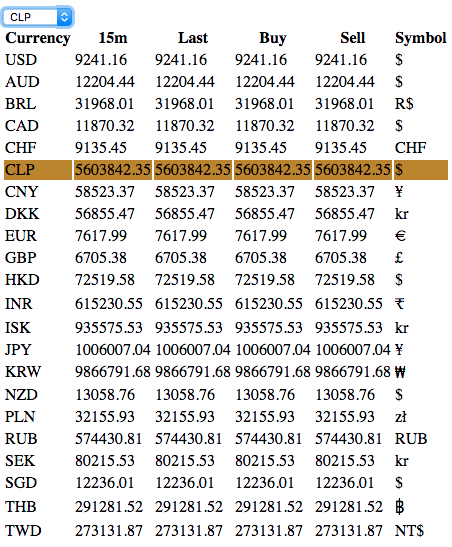 CLP
Currency 15m Last Buy Sell Symbol
USD 9241.16 9241.16 9241.16 9241.16 $
AUD 12204.44 12204.44 12204.44 12204.44 $
BRL 31968.01 31968.01 31968.01 31968.01 R$
CAD 11870.32 11870.32 11870.32 11870.32 $
CHF 9135.45 9135.45 9135.45 9135.45 CHF
CLP 5603842.35 5603842.35 5603842.35 5603842.35 $
CNY 58523.37 58523.37 58523.37 58523.37 ¥
DKK 56855.47 56855.47 56855.47 56855.47 kr
EUR 7617.99 7617.99 7617.99 7617.99 €
GBP 6705.38 6705.38 6705.38 6705.38 £
HKD 72519.58 72519.58 72519.58 72519.58 $
INR 615230.55 615230.55 615230.55 615230.55 ₹
ISK 935575.53 935575.53 935575.53 935575.53 kr
JPY 1006007.04 1006007.04 1006007.04 1006007.04 ¥
KRW 9866791.68 9866791.68 9866791.68 9866791.68 ₩
NZD 13058.76 13058.76 13058.76 13058.76 $
PLN 32155.93 32155.93 32155.93 32155.93 zł
RUB 574430.81 574430.81 574430.81 574430.81 RUB
SEK 80215.53 80215.53 80215.53 80215.53 kr
SGD 12236.01 12236.01 12236.01 12236.01 $
THB 291281.52 291281.52 291281.52 291281.52 ฿
TWD 273131.87 273131.87 273131.87 273131.87 NT$